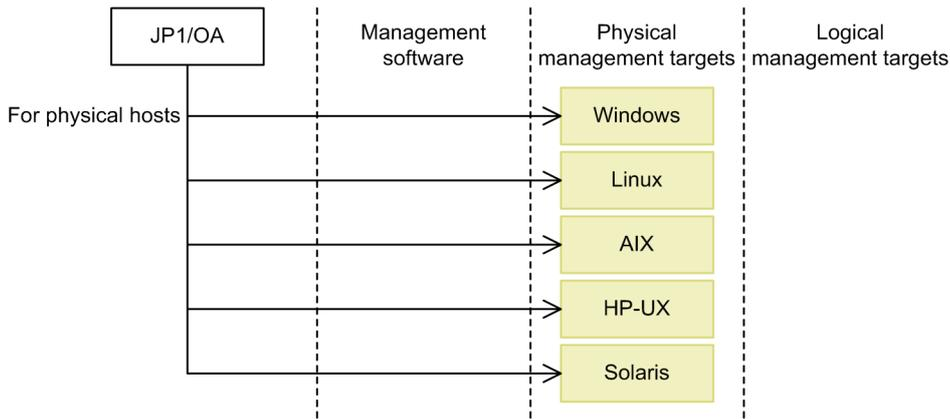 JP1/OA
Management
software
Physical
management targets
Logical
management targets
For physical hosts
Windows
Linux
AIX
HP-UX
Solaris